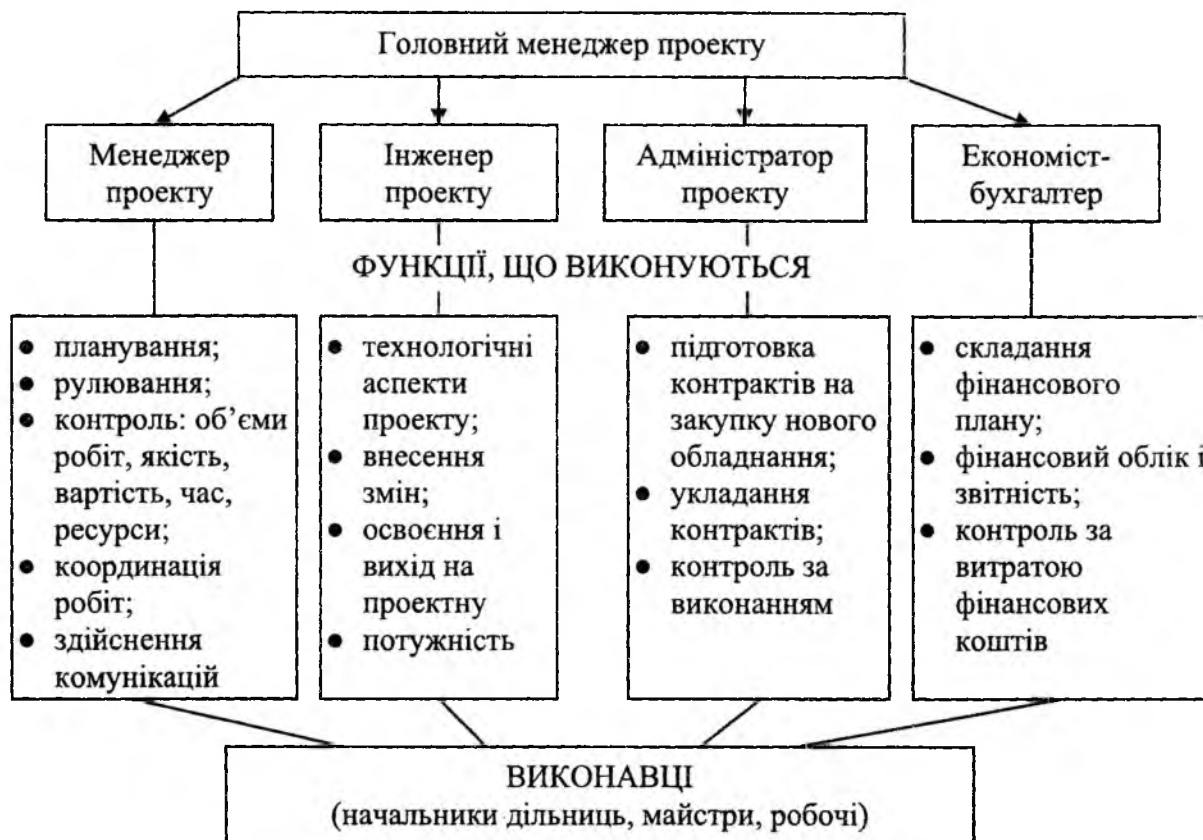 Головний менеджер проекту
Менеджер
проекту
Інженер
проекту
Адміністратор
проекту
Економіст-
бухгалтер
ФУНКЦІЇ, ЩО ВИКОНУЮТЬСЯ
● планування;
● рулювання;
● контроль: об’єми
робіт, якість,
вартість, час,
ресурси;
● координація
робіт;
● здійснення
комунікацій
● технологічні
аспекти
проекту;
● внесення
змін;
● освоєння і
вихід на
проектну
● потужність
● підготовка
контрактів на
закупку нового
обладнання;
● укладання
контрактів;
● контроль за
виконанням
● складання
фінансового
плану;
● фінансовий облік і
звітність;
● контроль за
витратою
фінансових
коштів
ВИКОНАВЦІ
(начальники дільниць, майстри, робочі)